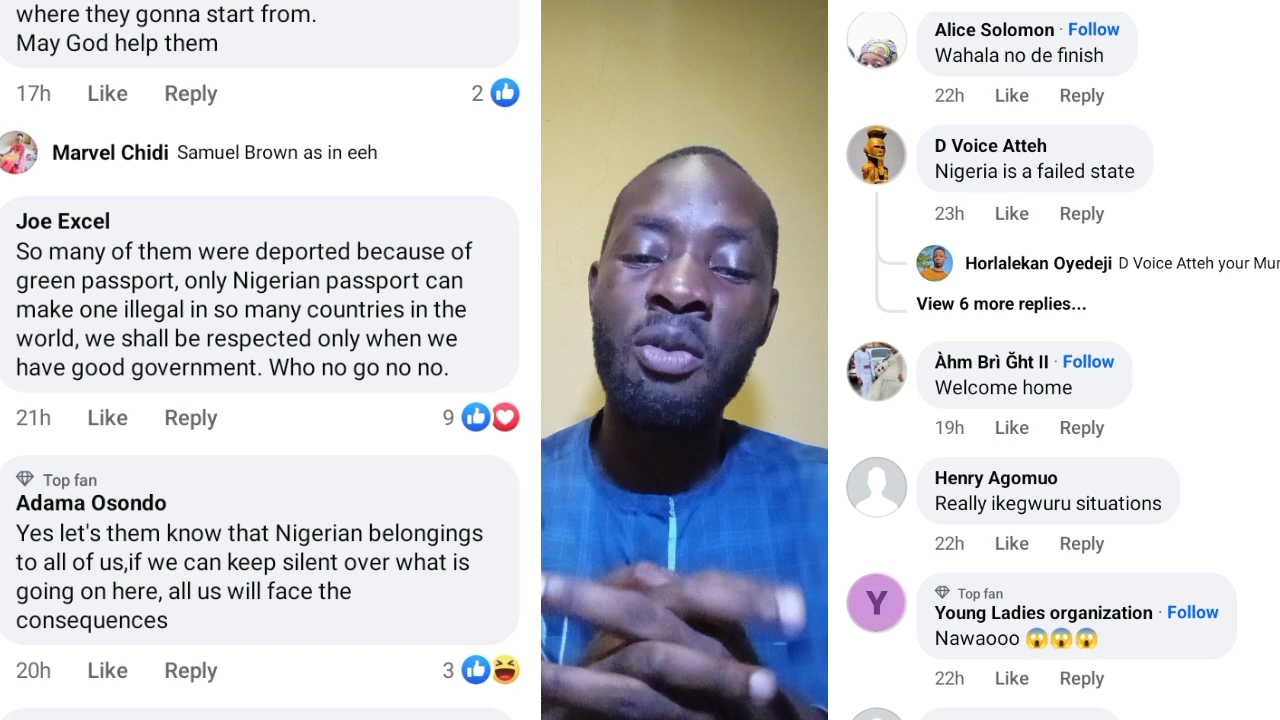 where they gonna start from.
May God help them
17h Like Reply 2
Marvel Chidi Samuel Brown as in eeh
Joe Excel
So many of them were deported because of
green passport, only Nigerian passport can
make one illegal in so many countries in the
world, we shall be respected only when we
have good government. Who no go no no.
21h Like Reply 9
Top fan
Adama Osondo
Yes let's them know that Nigerian belongings
to all of us,if we can keep silent over what is
going on here, all us will face the
consequences
20h Like Reply 3
Alice Solomon · Follow
Wahala no de finish
22h Like Reply
D Voice Atteh
Nigeria is a failed state
23h Like Reply
Horlalekan Oyedeji D Voice Atteh your
View 6 more replies...
Àhm Brì Ğht II · Follow
Welcome home
19h Like Reply
Henry Agomuo
Really ikegwuru situations
22h Like Reply
Y
Top fan
Young Ladies organization · Follow
Nawaooo 😱😱😱
22h Like Reply